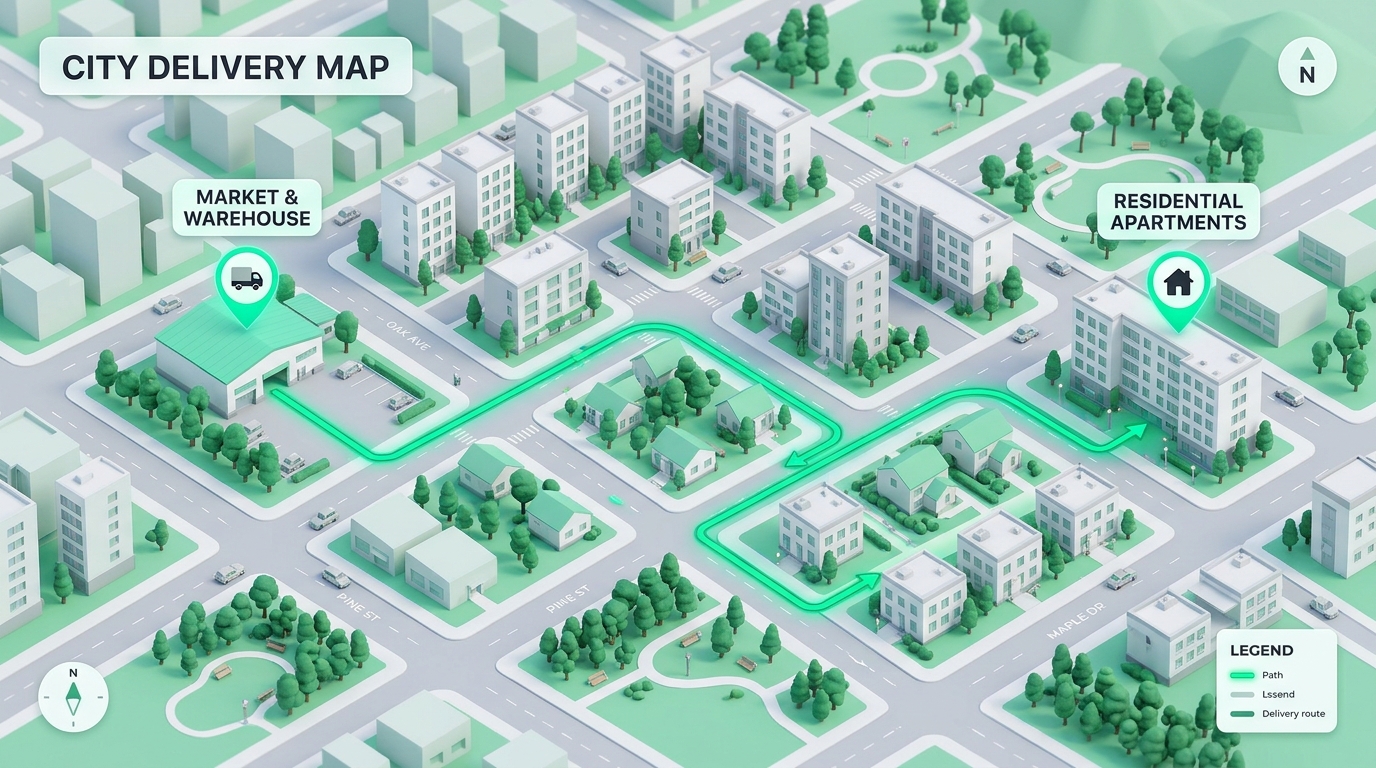 CITY DELIVERY MAP
N
MARKET &
WAREHOUSE
RESIDENTIAL
APARTMENTS
OAK AVE
PINE ST
PINE ST
MAPLE DR
N
LEGEND
Path
Lssend
Delivery route